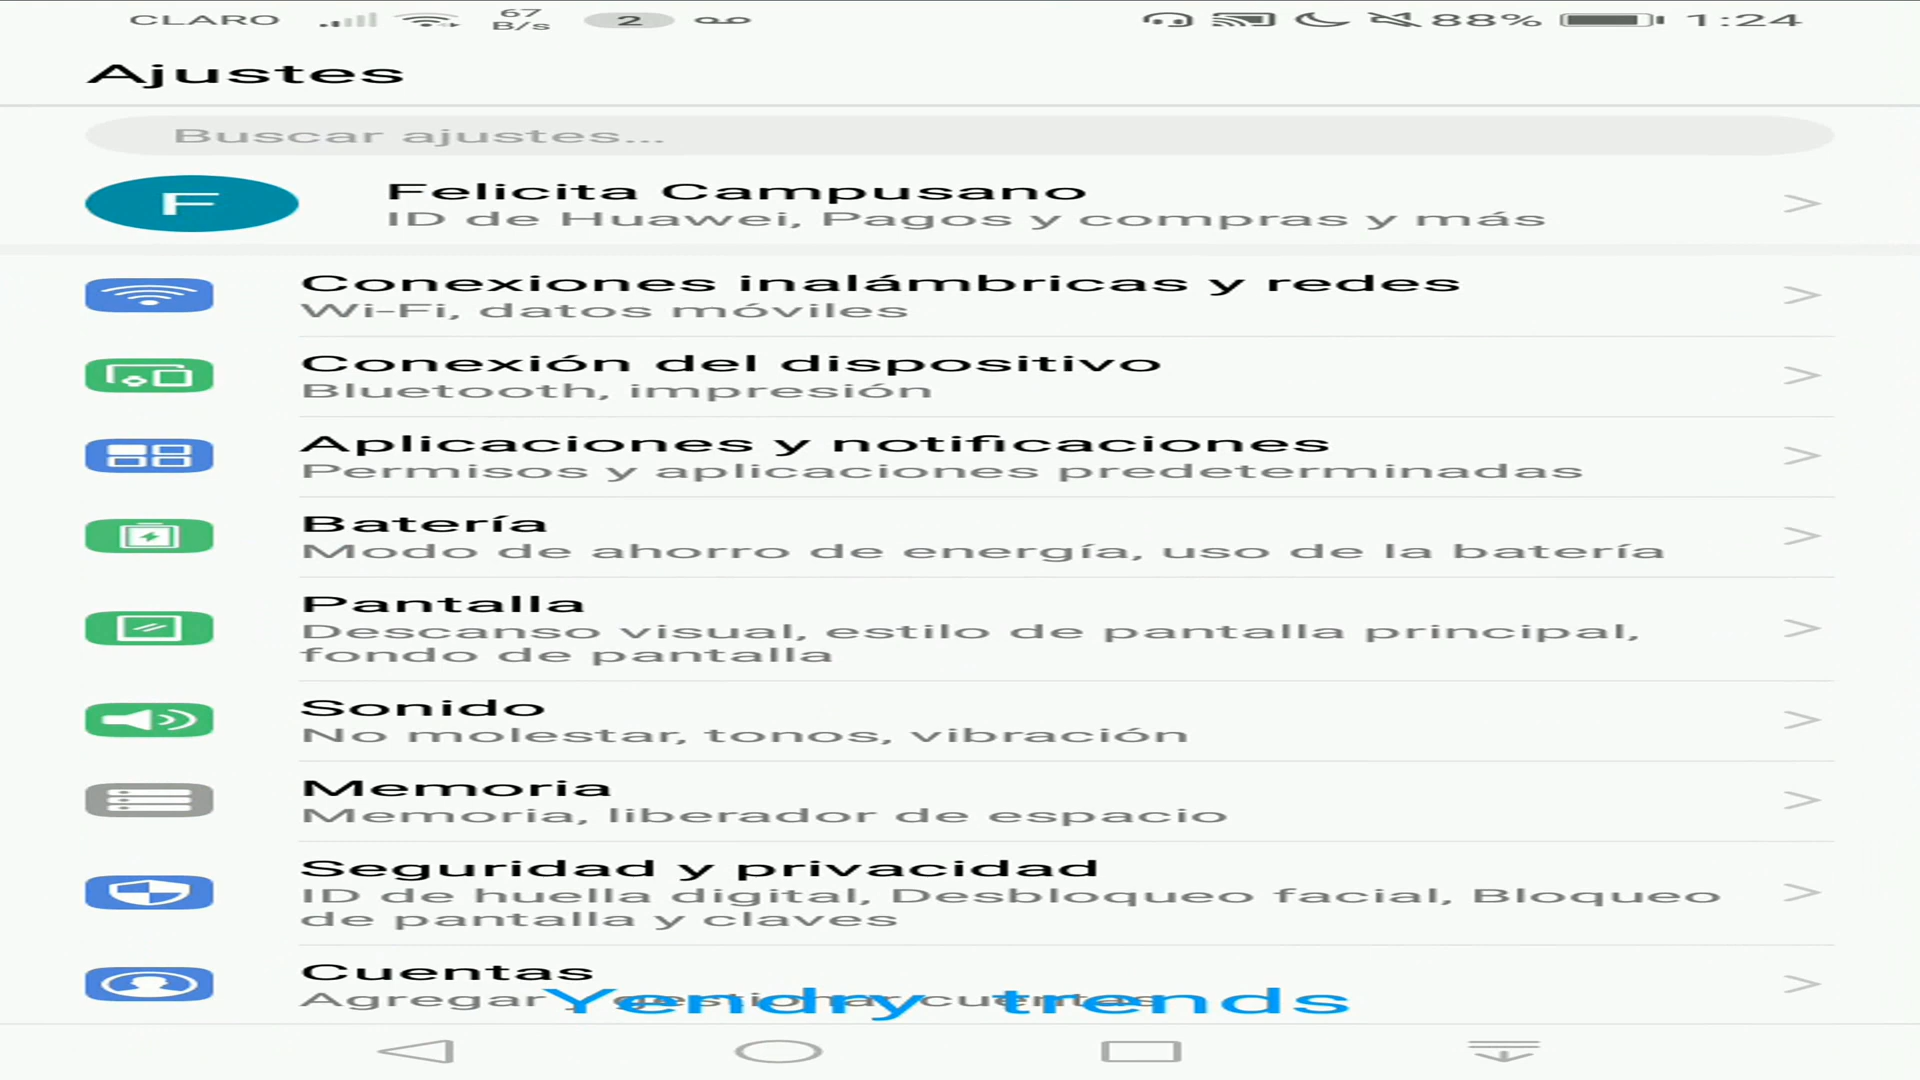 CLARO 67 B/s 2 88% 1:24
Ajustes
Buscar ajustes...
F
Felicita Campusano
ID de Huawei, Pagos y compras y más
Conexiones inalámbricas y redes
Wi-Fi, datos móviles
Conexión del dispositivo
Bluetooth, impresión
Aplicaciones y notificaciones
Permisos y aplicaciones predeterminadas
Batería
Modo de ahorro de energía, uso de la batería
Pantalla
Descanso visual, estilo de pantalla principal,
fondo de pantalla
Sonido
No molestar, tonos, vibración
Memoria
Memoria, liberador de espacio
Seguridad y privacidad
ID de huella digital, Desbloqueo facial, Bloqueo
de pantalla y claves
Cuentas
Agregar y gestionar cuentas
Yendry trends